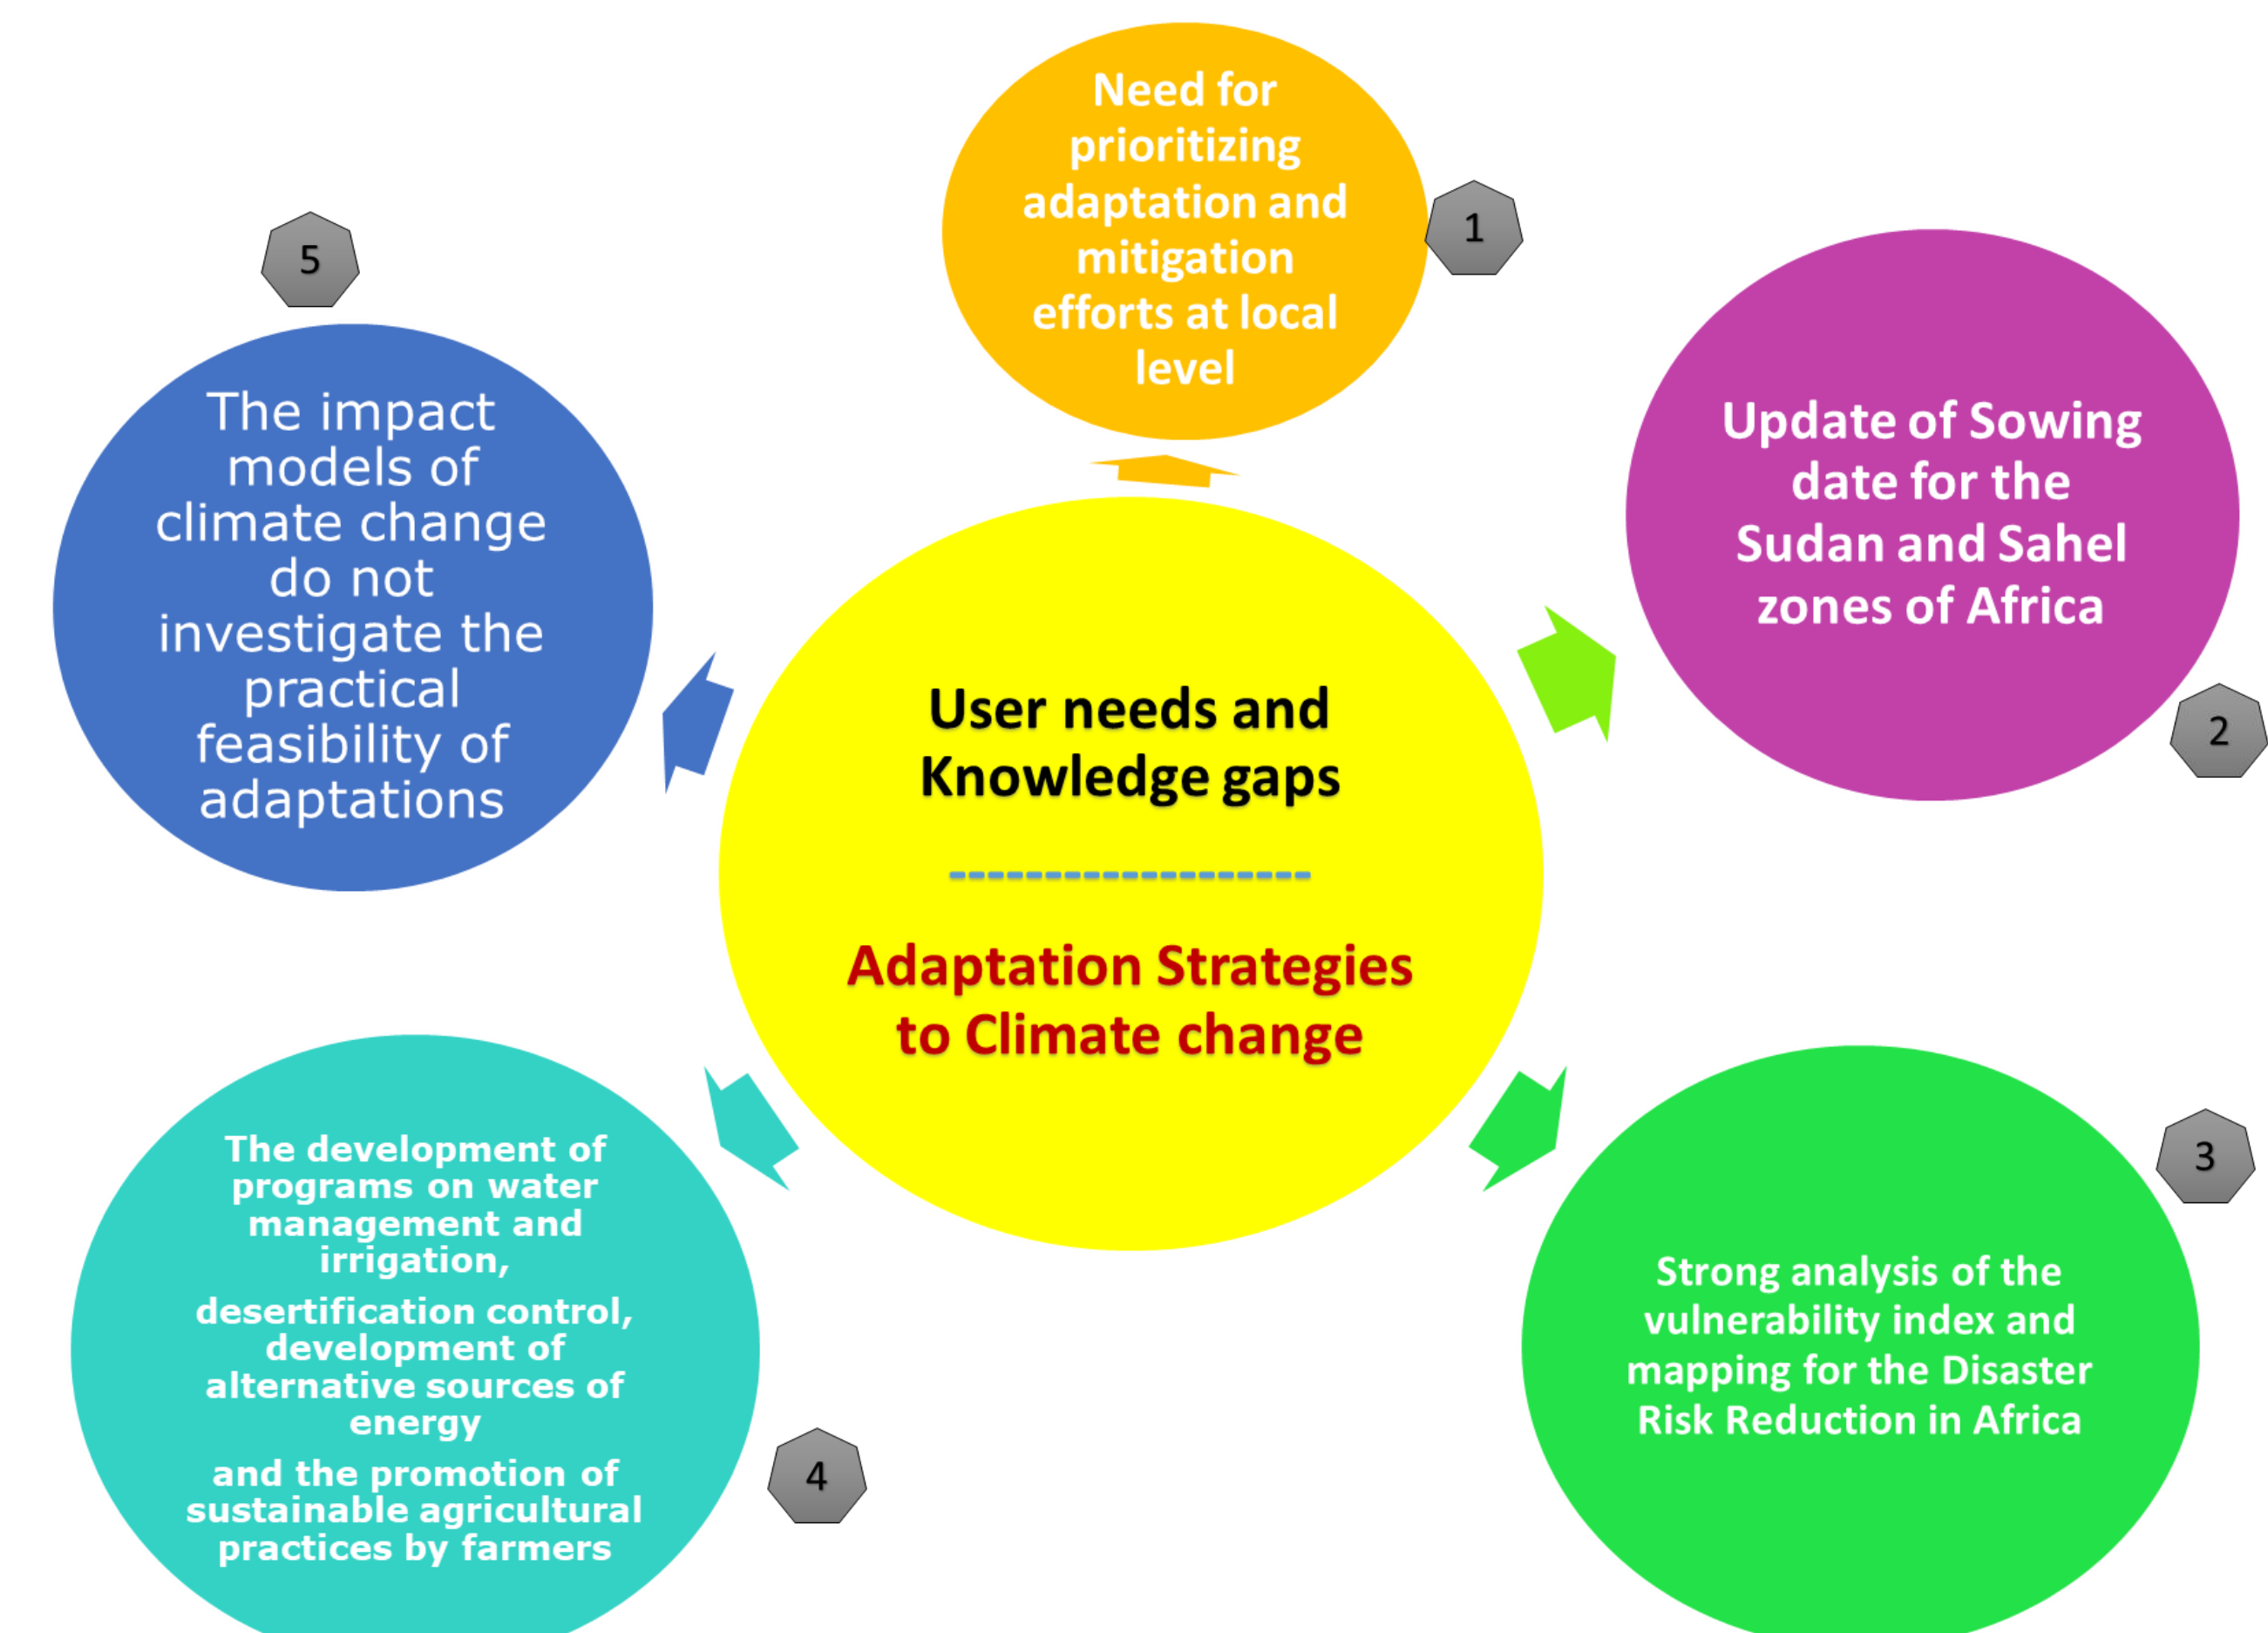 Need for
prioritizing
adaptation and
mitigation
efforts at local
level
1
Update of Sowing
date for the
Sudan and Sahel
zones of Africa
2
Strong analysis of the
vulnerability index and
mapping for the Disaster
Risk Reduction in Africa
3
The development of
programs on water
management and
irrigation,
desertification control,
development of
alternative sources of
energy
and the promotion of
sustainable agricultural
practices by farmers
4
The impact
models of
climate change
do not
investigate the
practical
feasibility of
adaptations
5
User needs and
Knowledge gaps
-------------------
Adaptation Strategies
to Climate change